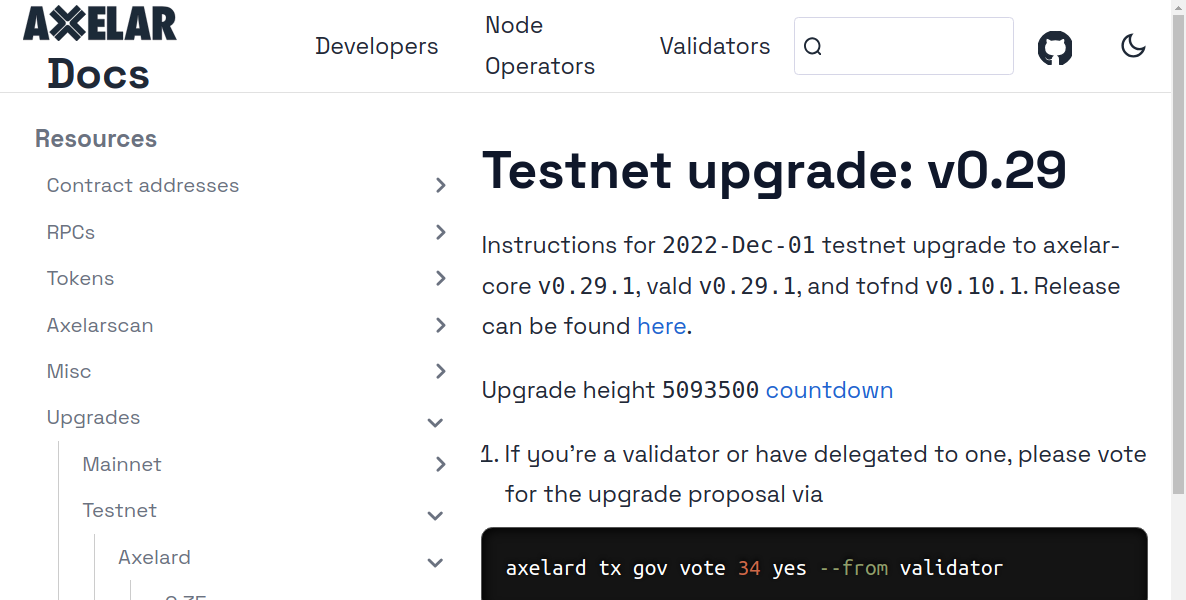 AXELAR
Docs
Developers
Node
Operators
Validators
Resources
Contract addresses
RPCs
Tokens
Axelarscan
Misc
Upgrades
Mainnet
Testnet
Axelard
Testnet upgrade: v0.29
Instructions for 2022-Dec-01 testnet upgrade to axelar-
core v0.29.1, vald v0.29.1, and tofnd v0.10.1. Release
can be found here.
Upgrade height 5093500 countdown
1. If you’re a validator or have delegated to one, please vote
for the upgrade proposal via
axelard tx gov vote 34 yes --from validator